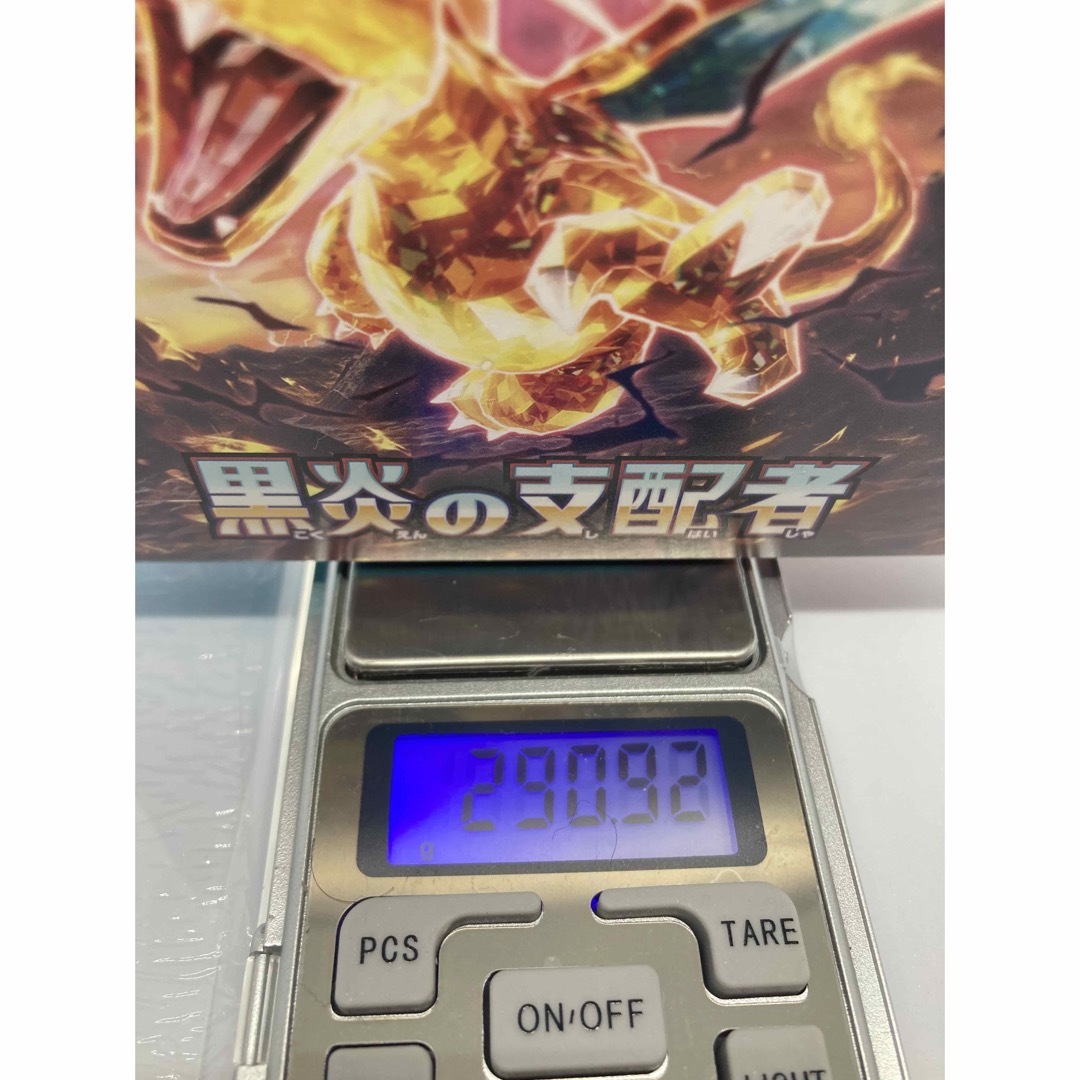 黒炎の支配者
こくえん しはいしゃ
290.92
g
PCS
TARE
ON/OFF
LIGHT